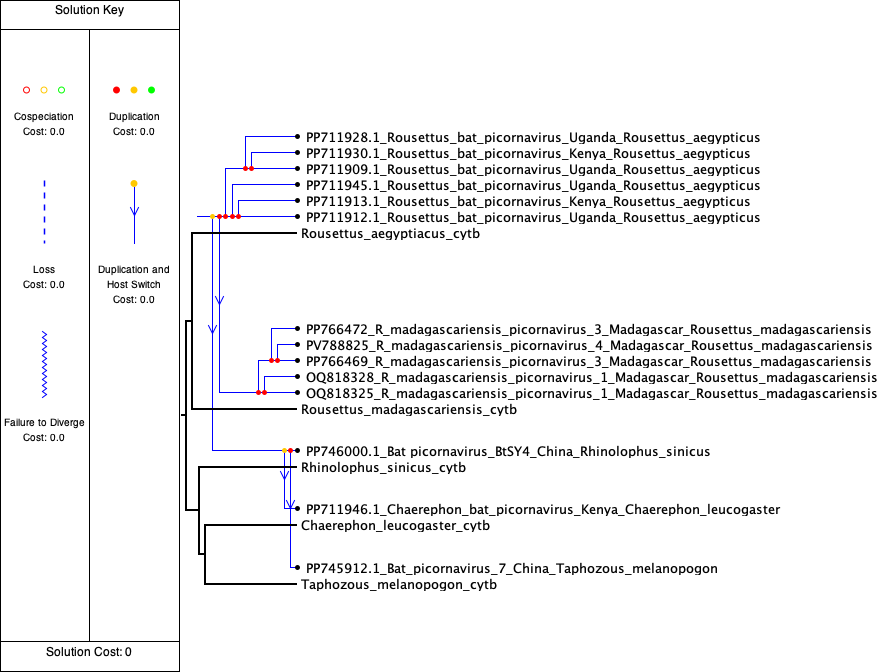 Solution Key
Cospeciation
Cost: 0.0
Duplication
Cost: 0.0
Loss
Cost: 0.0
Duplication and
Host Switch
Cost: 0.0
Failure to Diverge
Cost: 0.0
Solution Cost: 0
PP711928.1_Rousettus_bat_picornavirus_Uganda_Rousettus_aegypticus
PP711930.1_Rousettus_bat_picornavirus_Kenya_Rousettus_aegypticus
PP711909.1_Rousettus_bat_picornavirus_Uganda_Rousettus_aegypticus
PP711945.1_Rousettus_bat_picornavirus_Uganda_Rousettus_aegypticus
PP711913.1_Rousettus_bat_picornavirus_Kenya_Rousettus_aegypticus
PP711912.1_Rousettus_bat_picornavirus_Uganda_Rousettus_aegypticus
Rousettus_aegyptiacus_cytb
PP766472_R_madagascariensis_picornavirus_3_Madagascar_Rousettus_madagascariensis
PV788825_R_madagascariensis_picornavirus_4_Madagascar_Rousettus_madagascariensis
PP766469_R_madagascariensis_picornavirus_3_Madagascar_Rousettus_madagascariensis
OQ818328_R_madagascariensis_picornavirus_1_Madagascar_Rousettus_madagascariensis
OQ818325_R_madagascariensis_picornavirus_1_Madagascar_Rousettus_madagascariensis
Rousettus_madagascariensis_cytb
PP746000.1_Bat picornavirus_BtSY4_China_Rhinolophus_sinicus
Rhinolophus_sinicus_cytb
PP711946.1_Chaerephon_bat_picornavirus_Kenya_Chaerephon_leucogaster
Chaerephon_leucogaster_cytb
PP745912.1_Bat_picornavirus_7_China_Taphozous_melanopogon
Taphozous_melanopogon_cytb